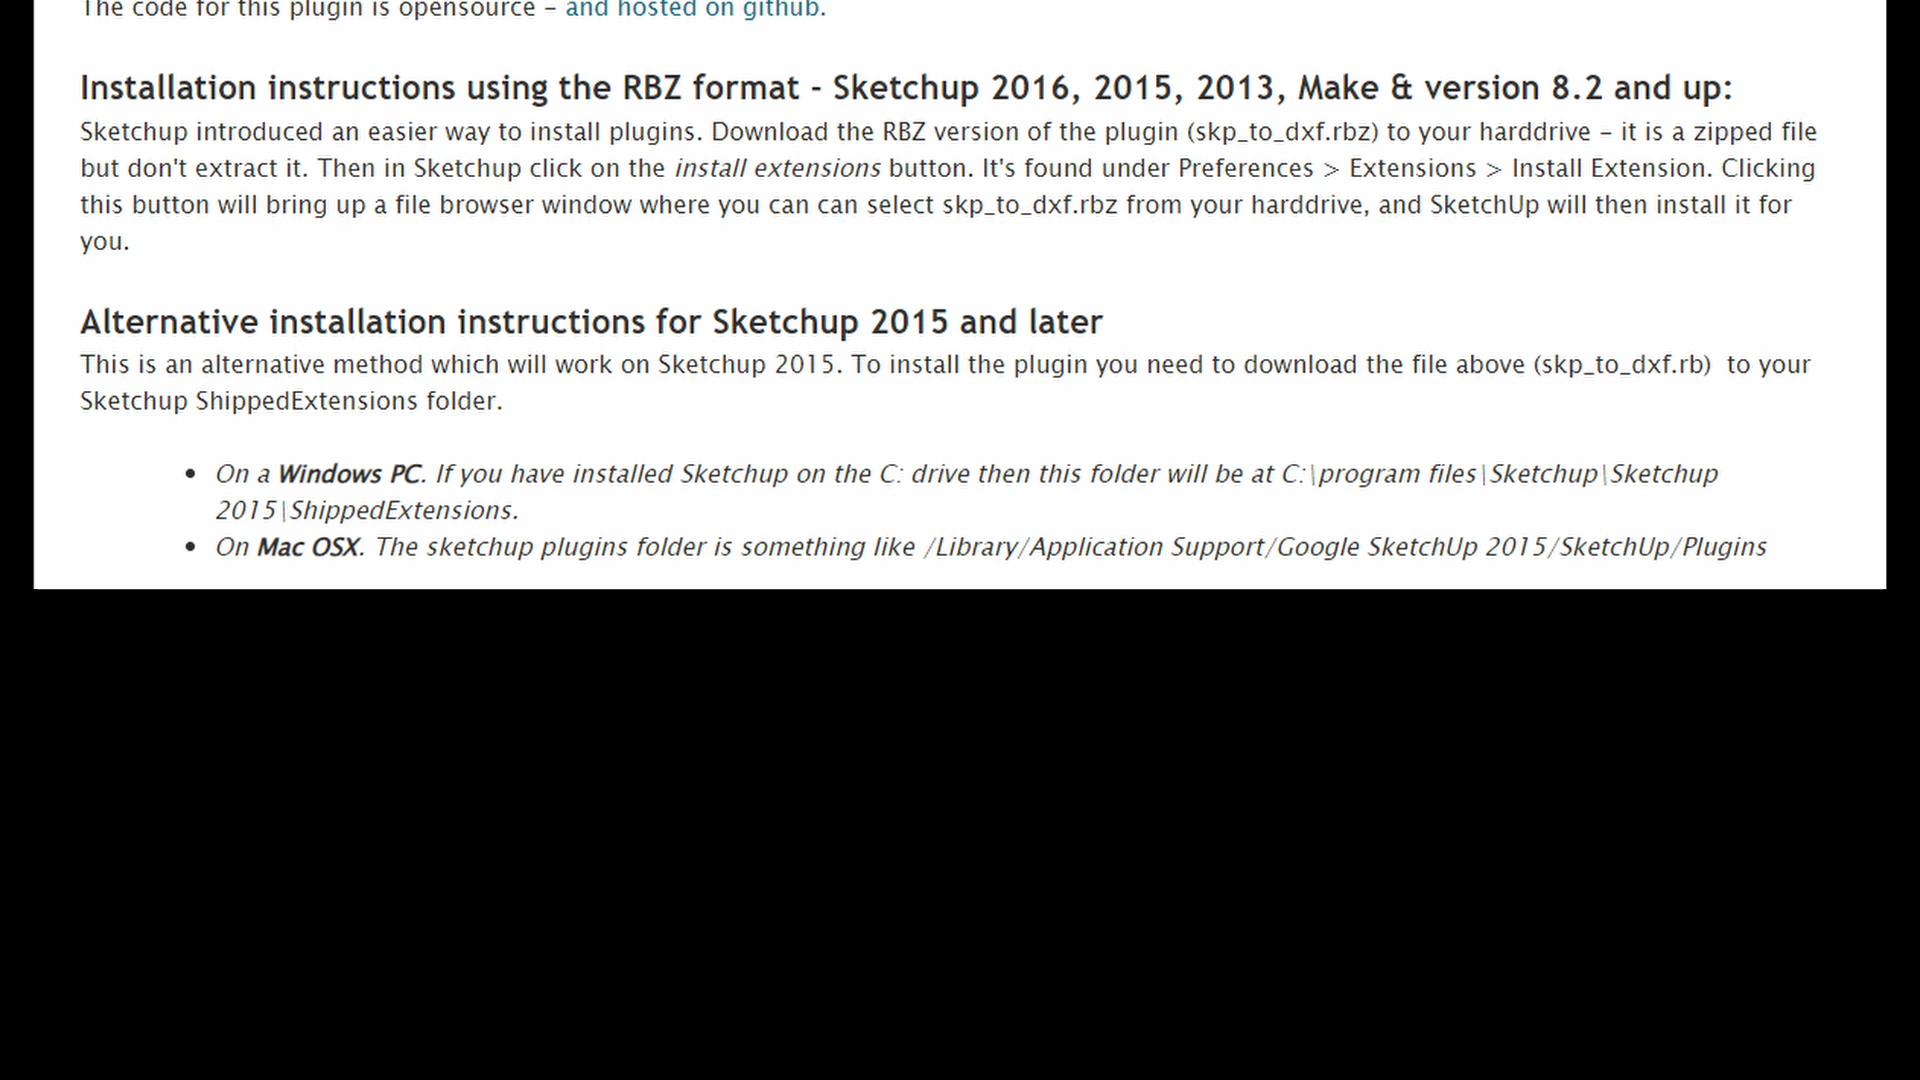 The code for this plugin is opensource – and hosted on github.
Installation instructions using the RBZ format - Sketchup 2016, 2015, 2013, Make & version 8.2 and up:
Sketchup introduced an easier way to install plugins. Download the RBZ version of the plugin (skp_to_dxf.rbz) to your harddrive – it is a zipped file
but don't extract it. Then in Sketchup click on the install extensions button. It's found under Preferences > Extensions > Install Extension. Clicking
this button will bring up a file browser window where you can can select skp_to_dxf.rbz from your harddrive, and SketchUp will then install it for
you.
Alternative installation instructions for Sketchup 2015 and later
This is an alternative method which will work on Sketchup 2015. To install the plugin you need to download the file above (skp_to_dxf.rb)  to your
Sketchup ShippedExtensions folder.
• On a Windows PC. If you have installed Sketchup on the C: drive then this folder will be at C:\program files\Sketchup\Sketchup
2015\ShippedExtensions.
• On Mac OSX. The sketchup plugins folder is something like /Library/Application Support/Google SketchUp 2015/SketchUp/Plugins